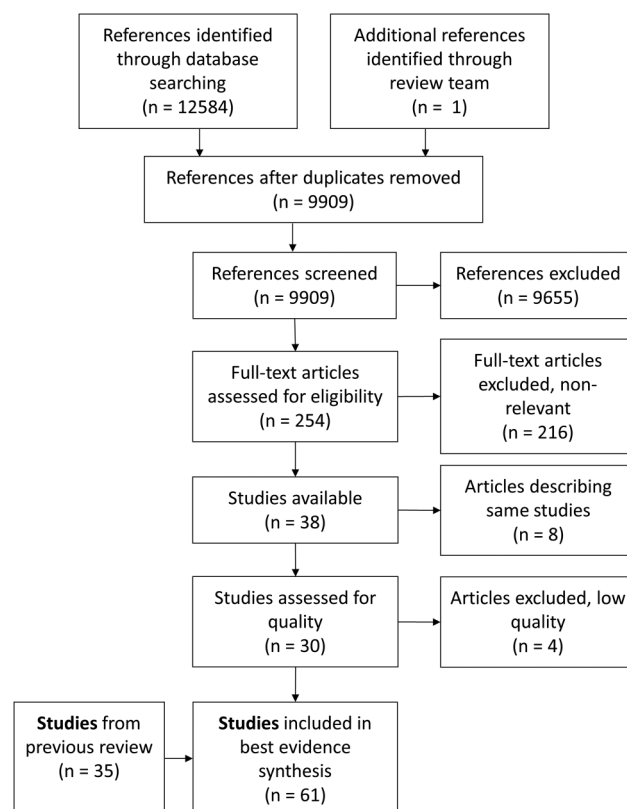 References identified
through database
searching
(n = 12584)
Additional references
identified through
review team
(n = 1)
References after duplicates removed
(n = 9909)
References screened
(n = 9909)
References excluded
(n = 9655)
Full-text articles
assessed for eligibility
(n = 254)
Full-text articles
excluded, non-
relevant
(n = 216)
Studies available
(n = 38)
Articles describing
same studies
(n = 8)
Studies assessed for
quality
(n = 30)
Articles excluded, low
quality
(n = 4)
Studies from
previous review
(n = 35)
Studies included in
best evidence
synthesis
(n = 61)